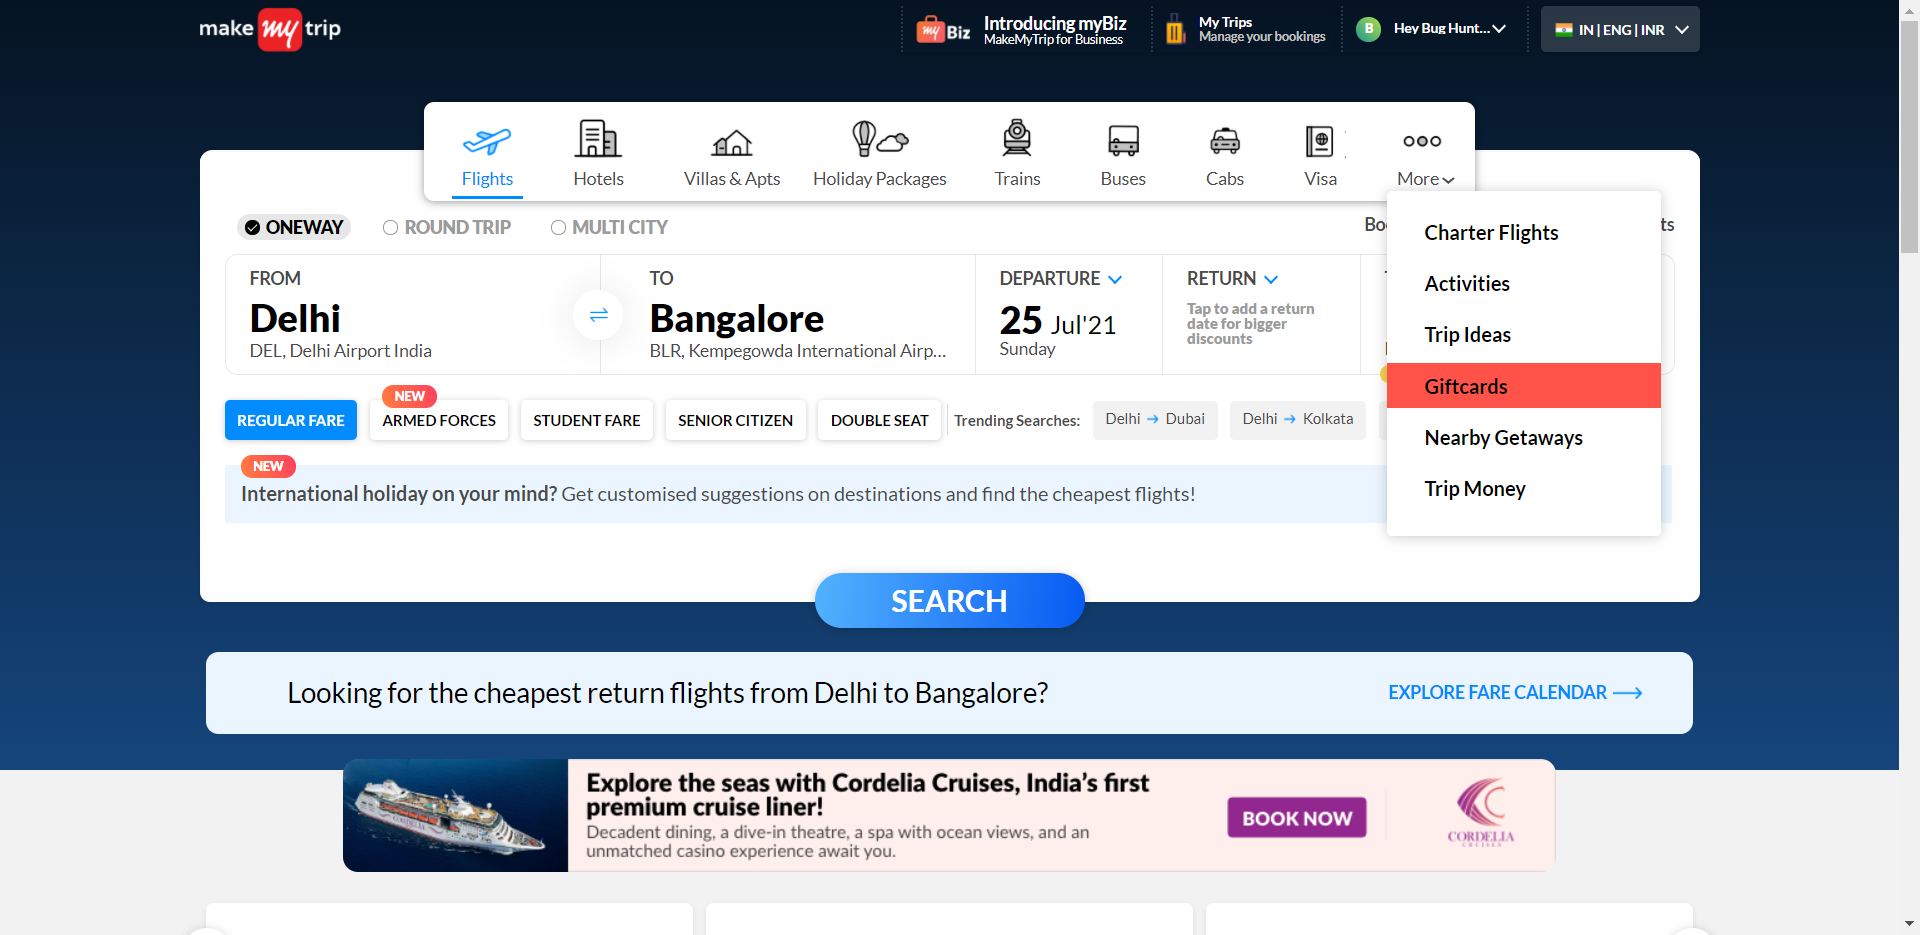 make my trip
my Biz
Introducing myBiz
MakeMyTrip for Business
My Trips
Manage your bookings
B
Hey Bug Hunt...
IN | ENG | INR
Flights
Hotels
Villas & Apts
Holiday Packages
Trains
Buses
Cabs
Visa
More
ONEWAY
ROUND TRIP
MULTI CITY
Charter Flights
Activities
Trip Ideas
Giftcards
Nearby Getaways
Trip Money
FROM
Delhi
DEL, Delhi Airport India
TO
Bangalore
BLR, Kempegowda International Airp...
DEPARTURE
25 Jul'21
Sunday
RETURN
Tap to add a return
date for bigger
discounts
REGULAR FARE
NEW
ARMED FORCES
STUDENT FARE
SENIOR CITIZEN
DOUBLE SEAT
Trending Searches:
Delhi → Dubai
Delhi → Kolkata
NEW
International holiday on your mind? Get customised suggestions on destinations and find the cheapest flights!
SEARCH
Looking for the cheapest return flights from Delhi to Bangalore?
EXPLORE FARE CALENDAR
CORDELIA
Explore the seas with Cordelia Cruises, India's first
premium cruise liner!
Decadent dining, a dive-in theatre, a spa with ocean views, and an
unmatched casino experience await you.
BOOK NOW
CORDELIA
CRUISES